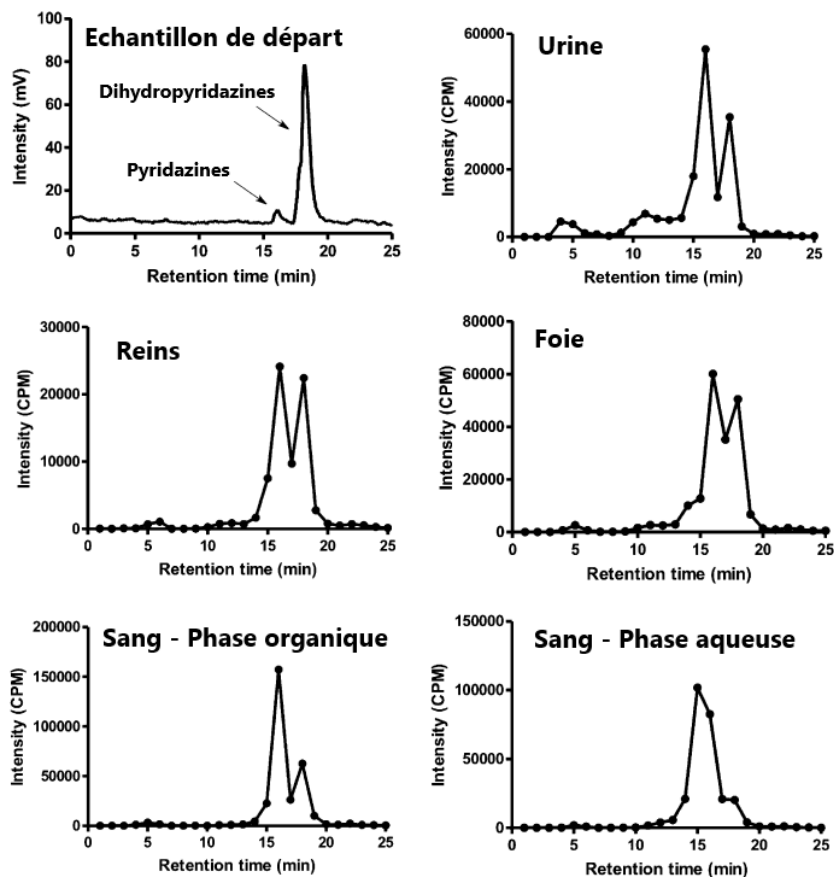 Echantillon de départ
Dihydropyridazines
Pyridazines
Intensity (mV)
100
80
60
40
20
0
0 5 10 15 20 25
Retention time (min)
Urine
Intensity (CPM)
60000
40000
20000
0
0 5 10 15 20 25
Retention time (min)
Reins
Intensity (CPM)
30000
20000
10000
0
0 5 10 15 20 25
Retention time (min)
Foie
Intensity (CPM)
80000
60000
40000
20000
0
0 5 10 15 20 25
Retention time (min)
Sang - Phase organique
Intensity (CPM)
200000
150000
100000
50000
0
0 5 10 15 20 25
Retention time (min)
Sang - Phase aqueuse
Intensity (CPM)
150000
100000
50000
0
0 5 10 15 20 25
Retention time (min)